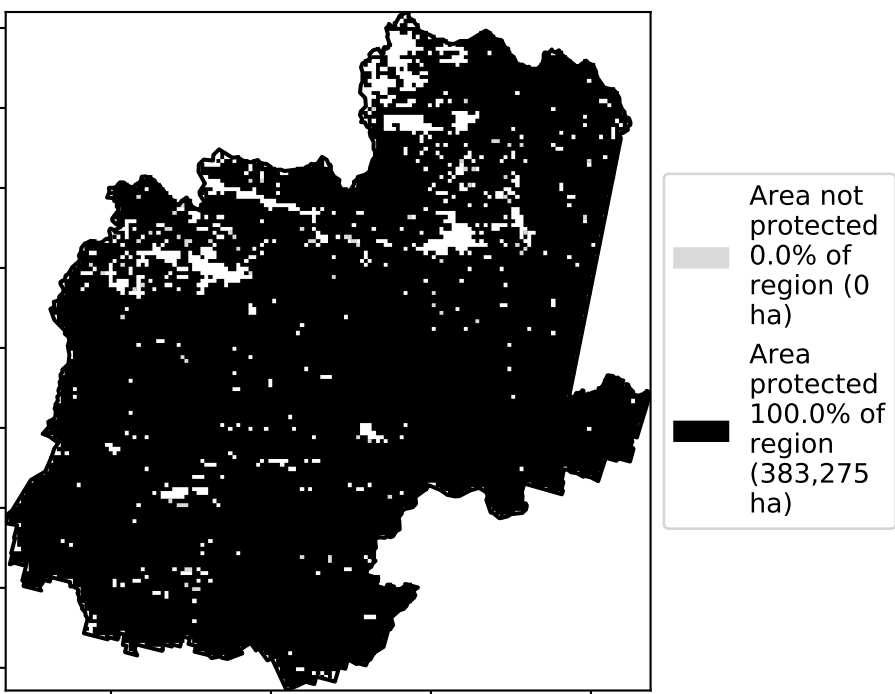 Area not
protected
0.0% of
region (0
ha)
Area
protected
100.0% of
region
(383,275
ha)